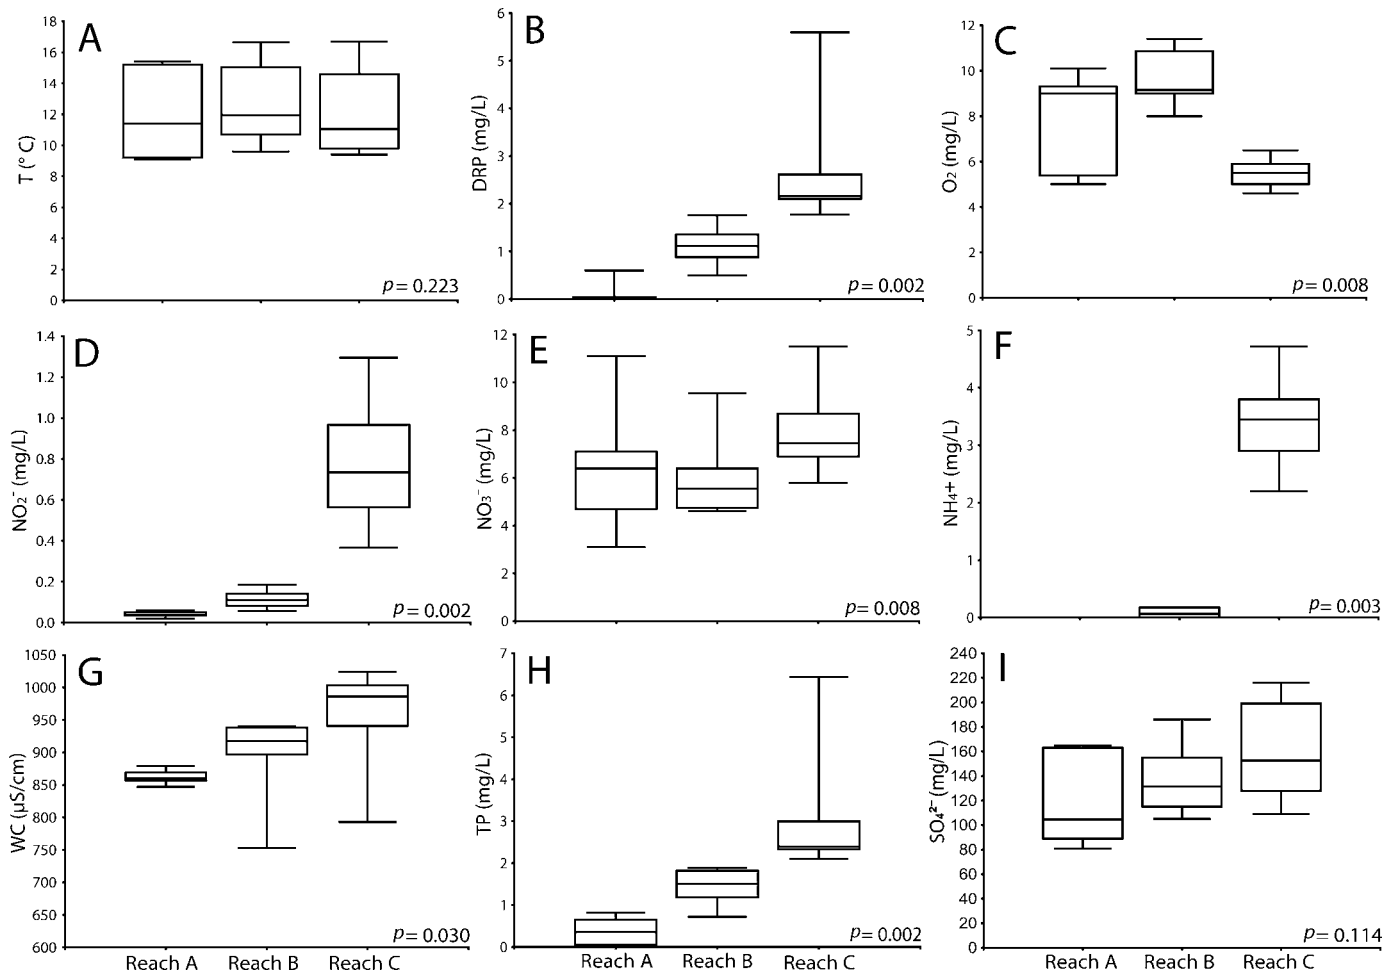 A
T (° C)
18
16
14
12
10
8
6
4
2
0
p = 0.223
B
DRP (mg/L)
6
5
4
3
2
1
0
p = 0.002
C
O₂ (mg/L)
12
10
8
6
4
2
0
p = 0.008
D
NO₂⁻ (mg/L)
1.4
1.2
1.0
0.8
0.6
0.4
0.2
0.0
p = 0.002
E
NO₃⁻ (mg/L)
12
10
8
6
4
2
0
p = 0.008
F
NH₄+ (mg/L)
5
4
3
2
1
0
p = 0.003
G
WC (µS/cm)
1050
1000
950
900
850
800
750
700
650
600
p = 0.030
Reach A Reach B Reach C
H
TP (mg/L)
7
6
5
4
3
2
1
0
p = 0.002
Reach A Reach B Reach C
I
SO₄²⁻ (mg/L)
240
220
200
180
160
140
120
100
80
60
40
20
0
p = 0.114
Reach A Reach B Reach C